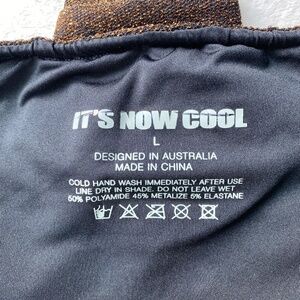 IT'S NOW COOL
L
DESIGNED IN AUSTRALIA
MADE IN CHINA
COLD HAND WASH IMMEDIATELY AFTER USE
LINE DRY IN SHADE. DO NOT LEAVE WET
50% POLYAMIDE 45% METALIZE 5% ELASTANE